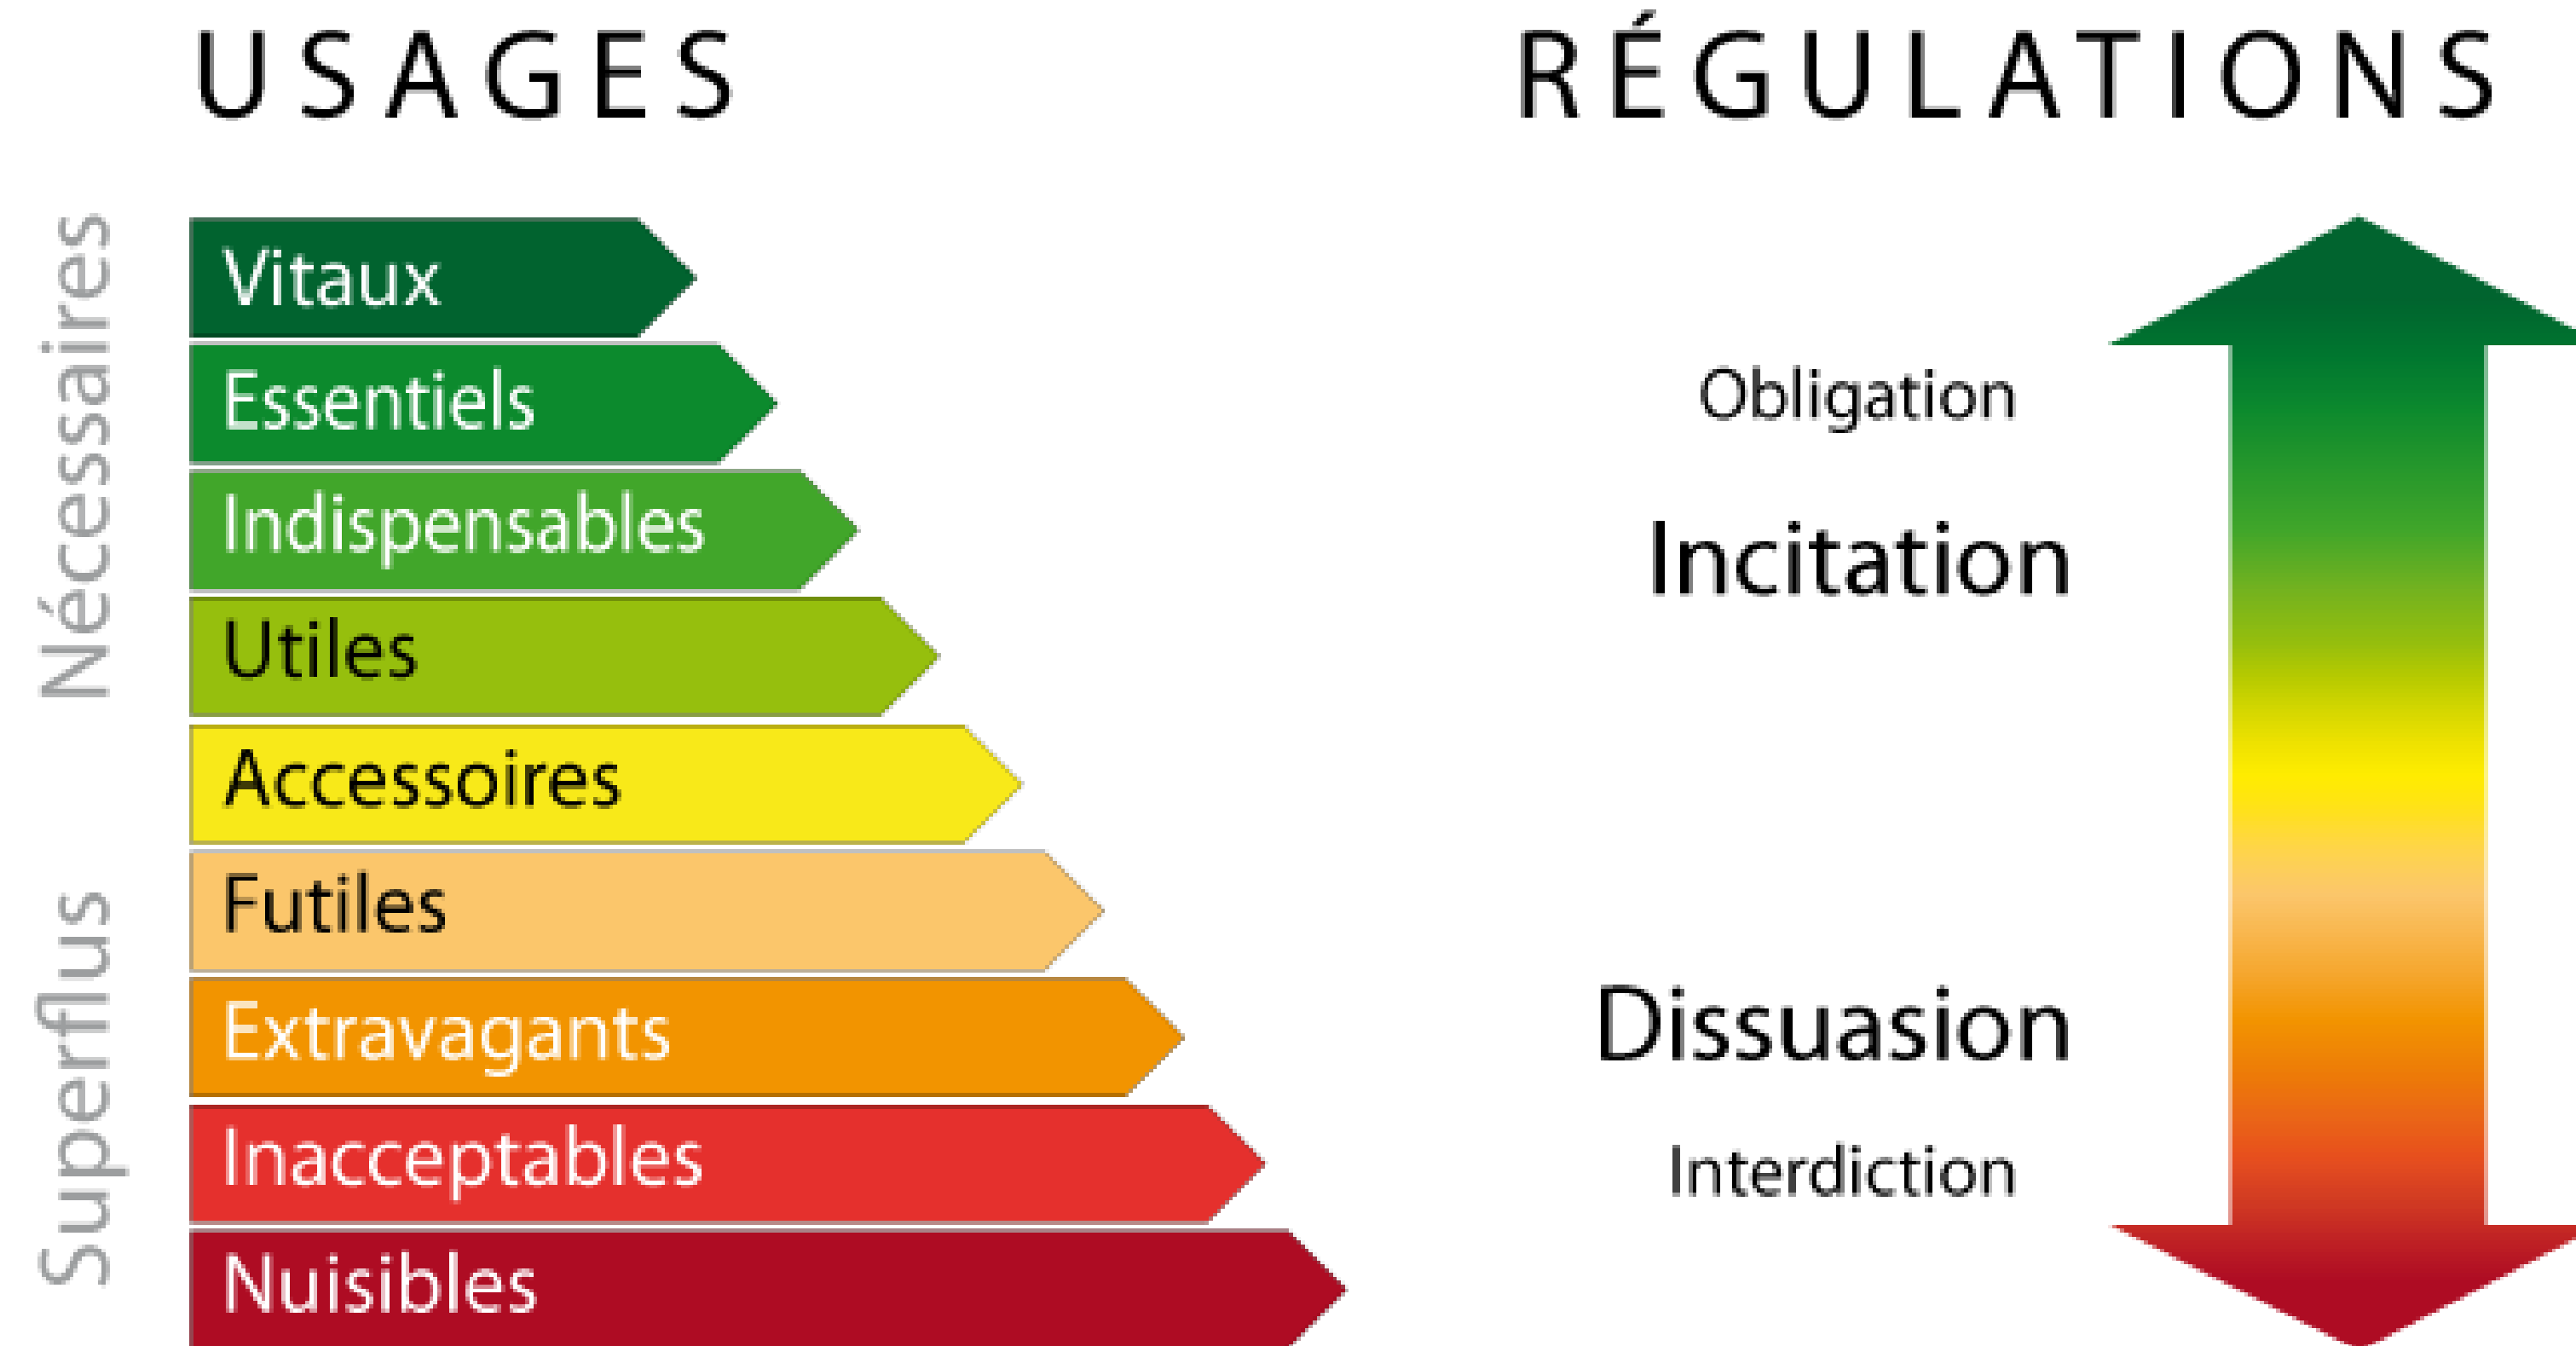 USAGES
RÉGULATIONS
Nécessaires
Superflus
Vitaux
Essentiels
Indispensables
Utiles
Accessoires
Futiles
Extravagants
Inacceptables
Nuisibles
Obligation
Incitation
Dissuasion
Interdiction